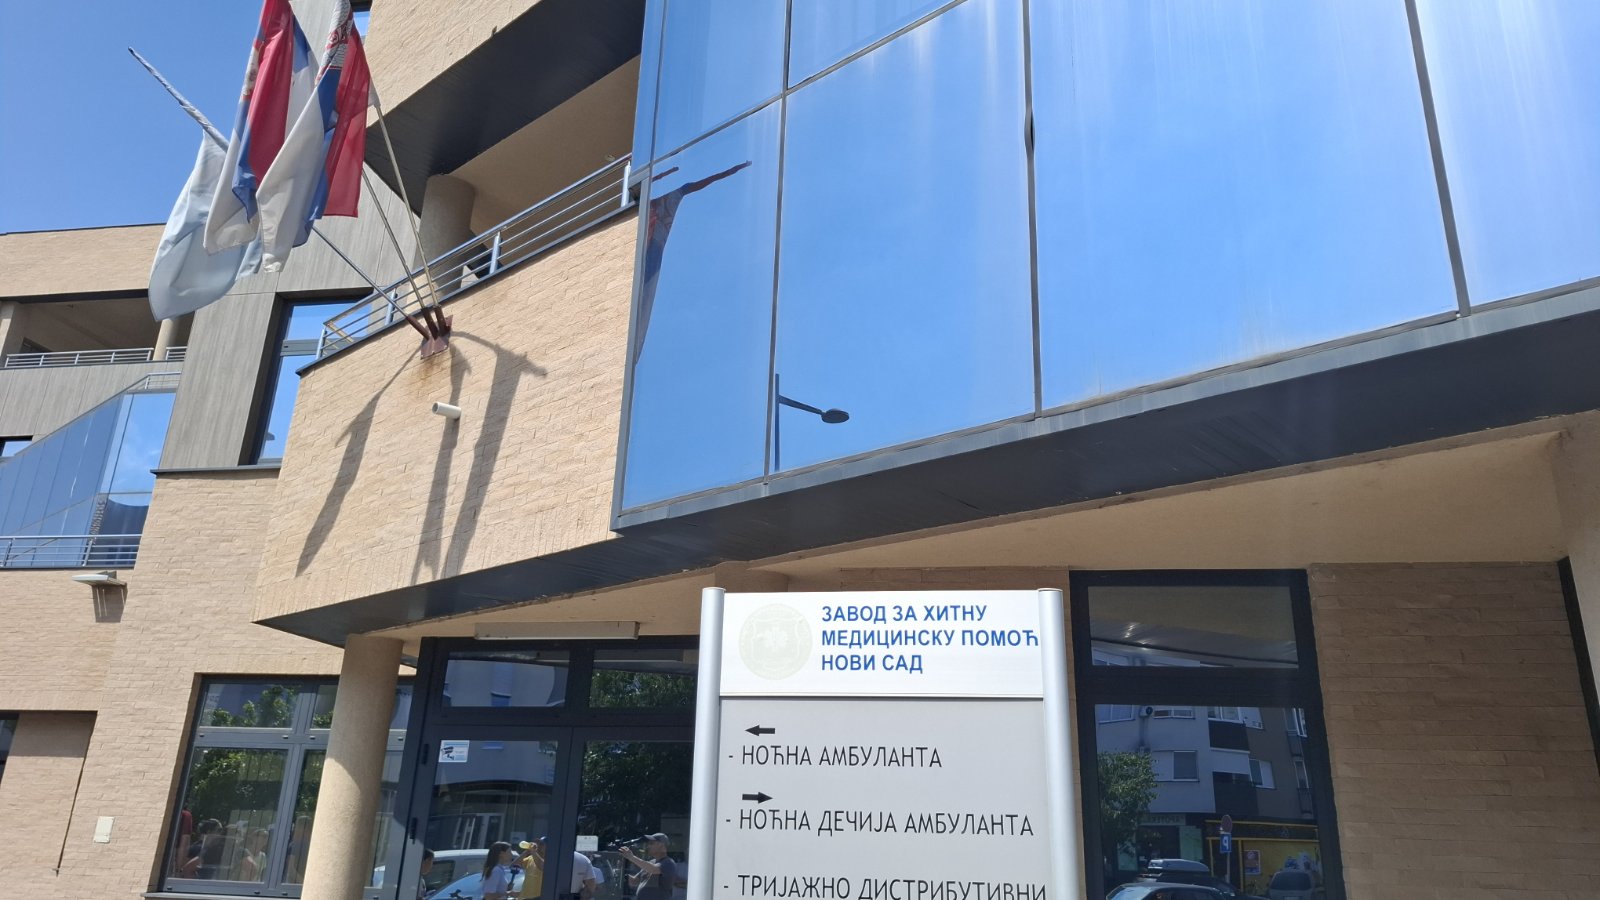 ЗАВОД ЗА ХИТНУ
МЕДИЦИНСКУ ПОМОЋ
НОВИ САД
- НОЋНА АМБУЛАНТА
- НОЋНА ДЕЧИЈА АМБУЛАНТА
- ТРИЈАЖНО ДИСТРИБУТИВНИ